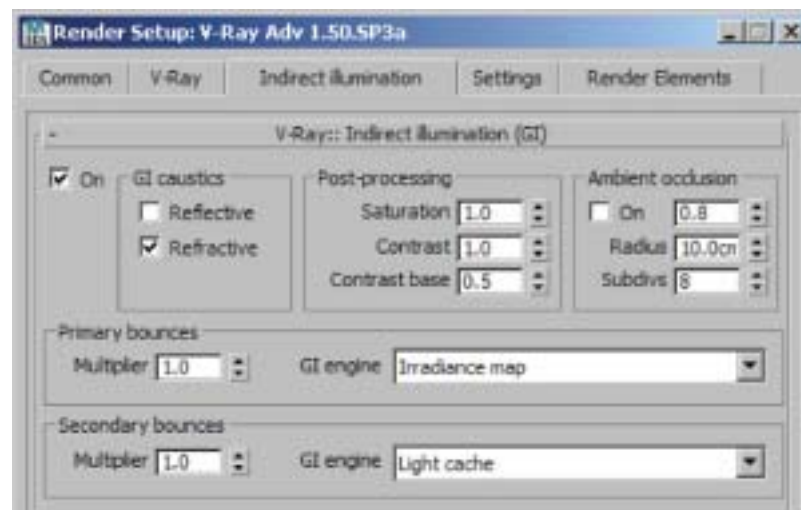 Render Setup: V-Ray Adv 1.50.SP3a
Common V-Ray Indirect illumination Settings Render Elements
- V-Ray:: Indirect illumination (GI)
On GI caustics Post-processing Ambient occlusion
Reflective Saturation 1.0 On 0.8
Refractive Contrast 1.0 Radius 10.0cm
Contrast base 0.5 Subdivs 8
Primary bounces
Multiplier 1.0 GI engine Irradiance map
Secondary bounces
Multiplier 1.0 GI engine Light cache